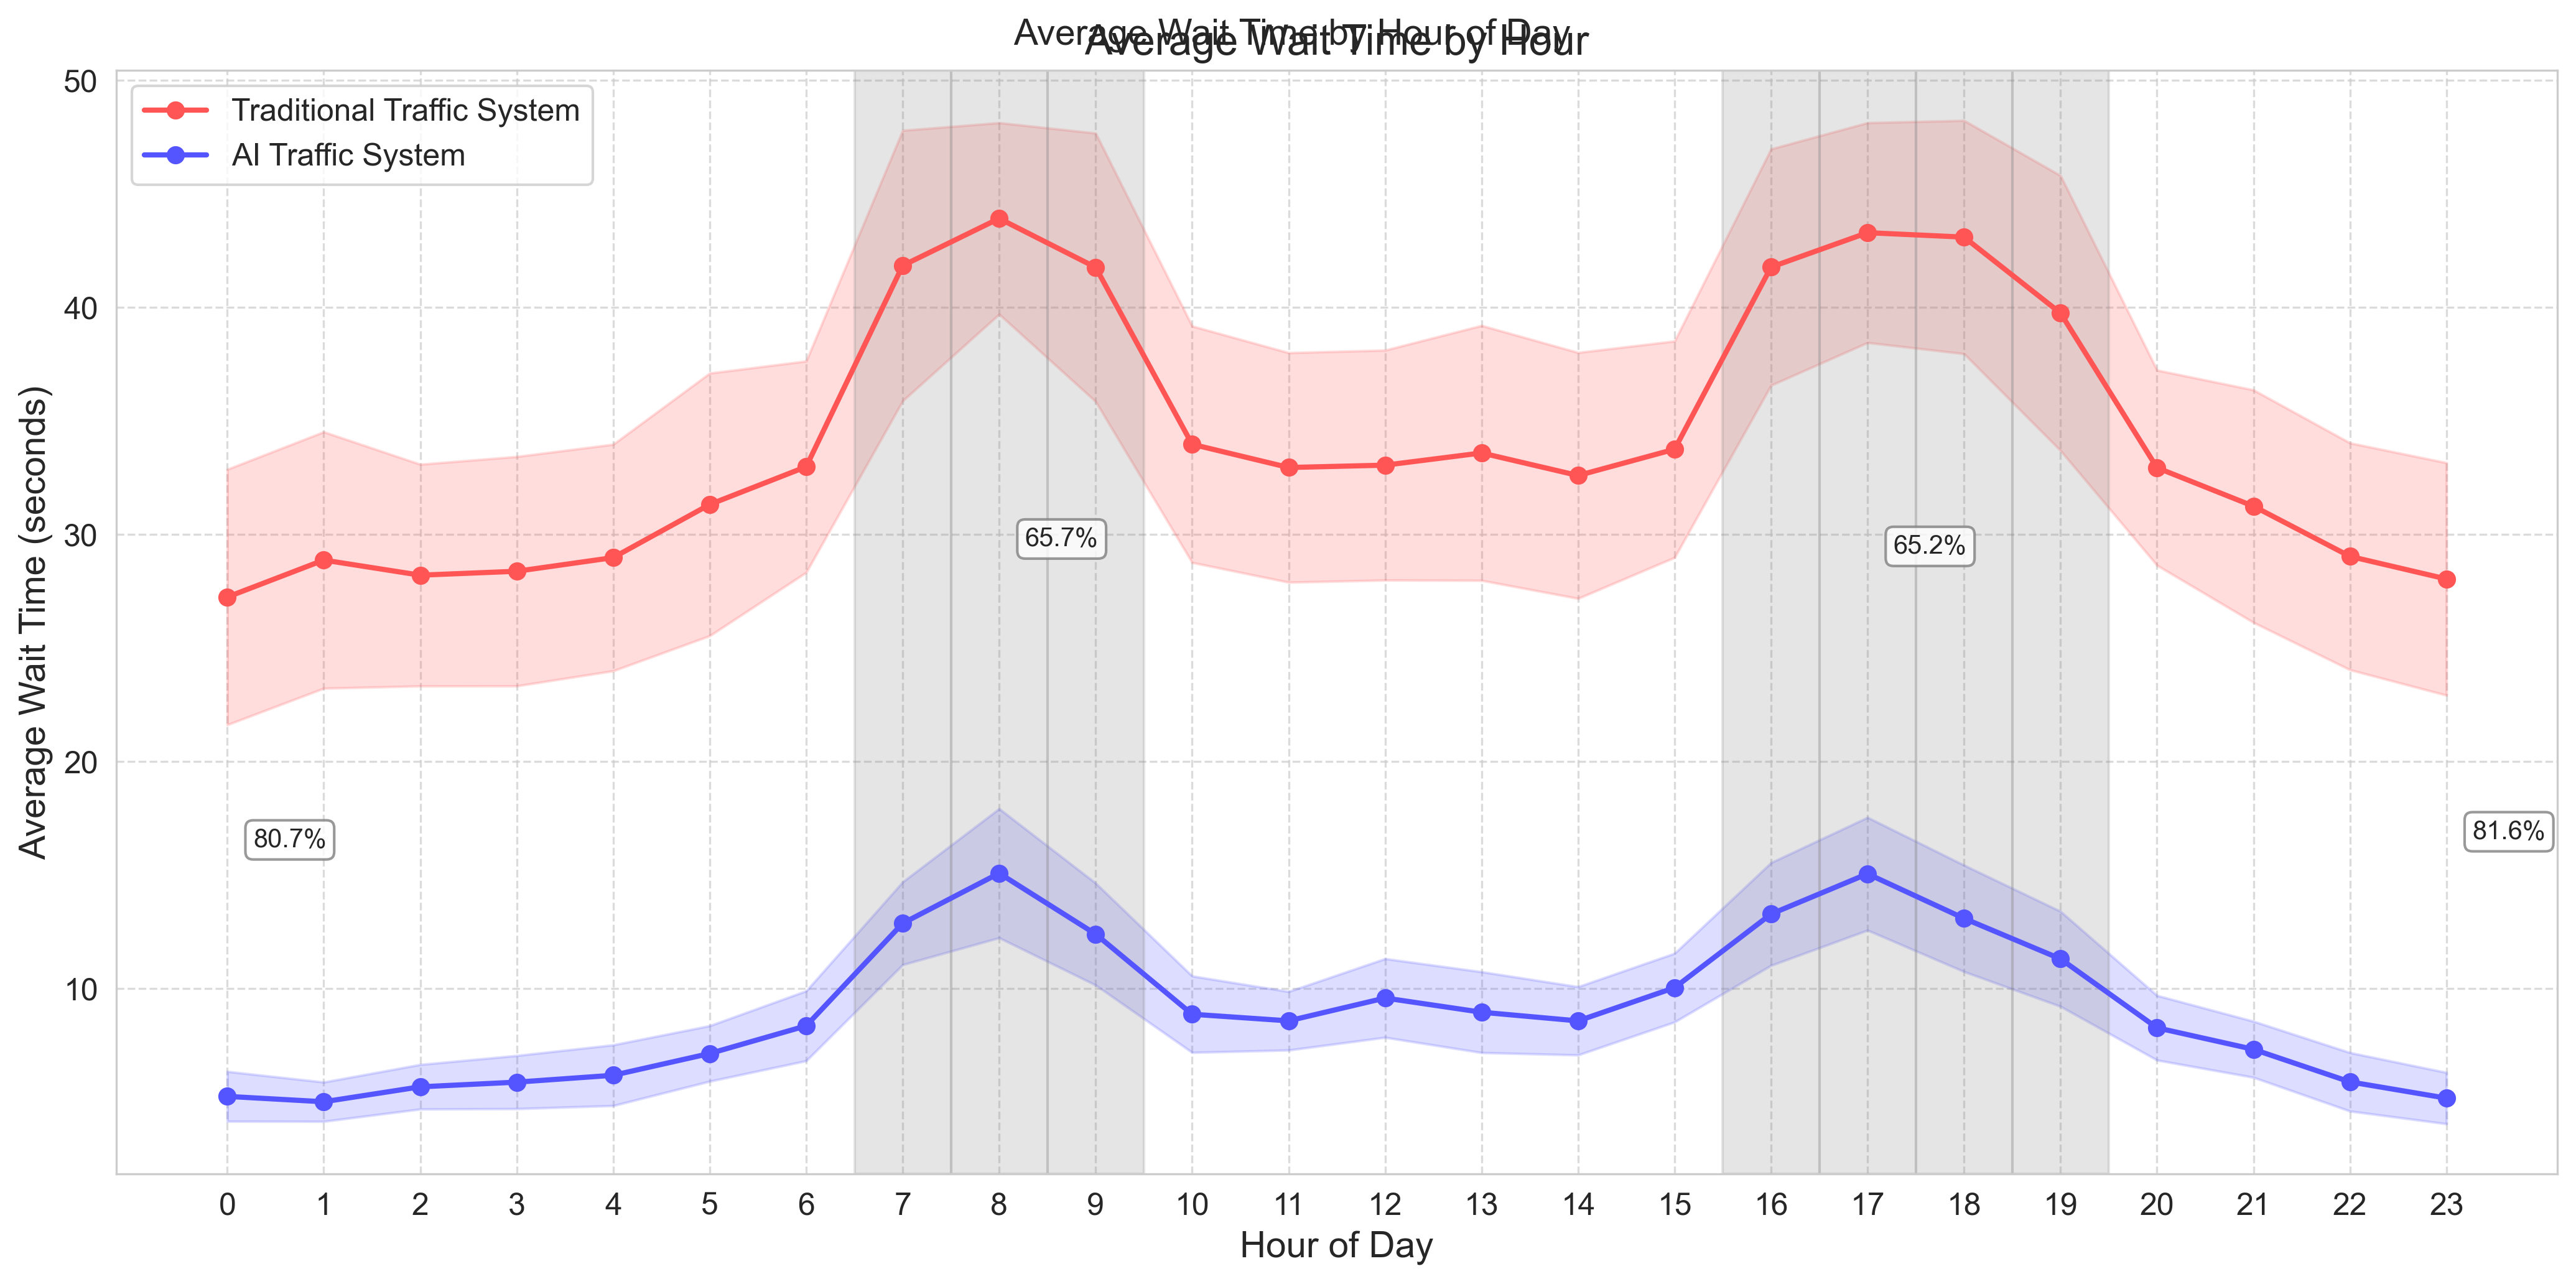 Average Wait Time by Hour of Day
Average Wait Time by Hour
Traditional Traffic System
AI Traffic System
Average Wait Time (seconds)
50
40
30
20
10
80.7%
65.7%
65.2%
81.6%
0 1 2 3 4 5 6 7 8 9 10 11 12 13 14 15 16 17 18 19 20 21 22 23
Hour of Day